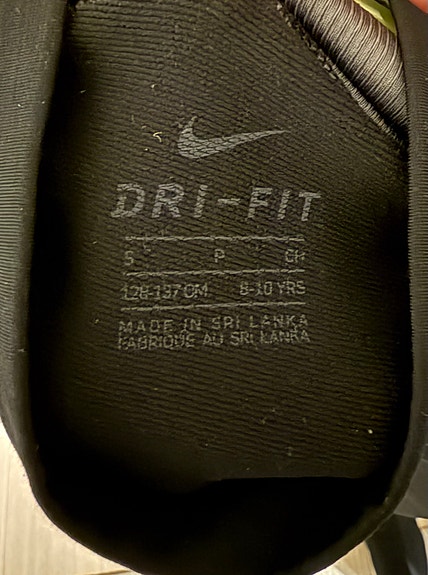 DRI-FIT
S P CH
128-137 CM 8-10 YRS
MADE IN SRI LANKA
FABRIQUE AU SRI LANKA